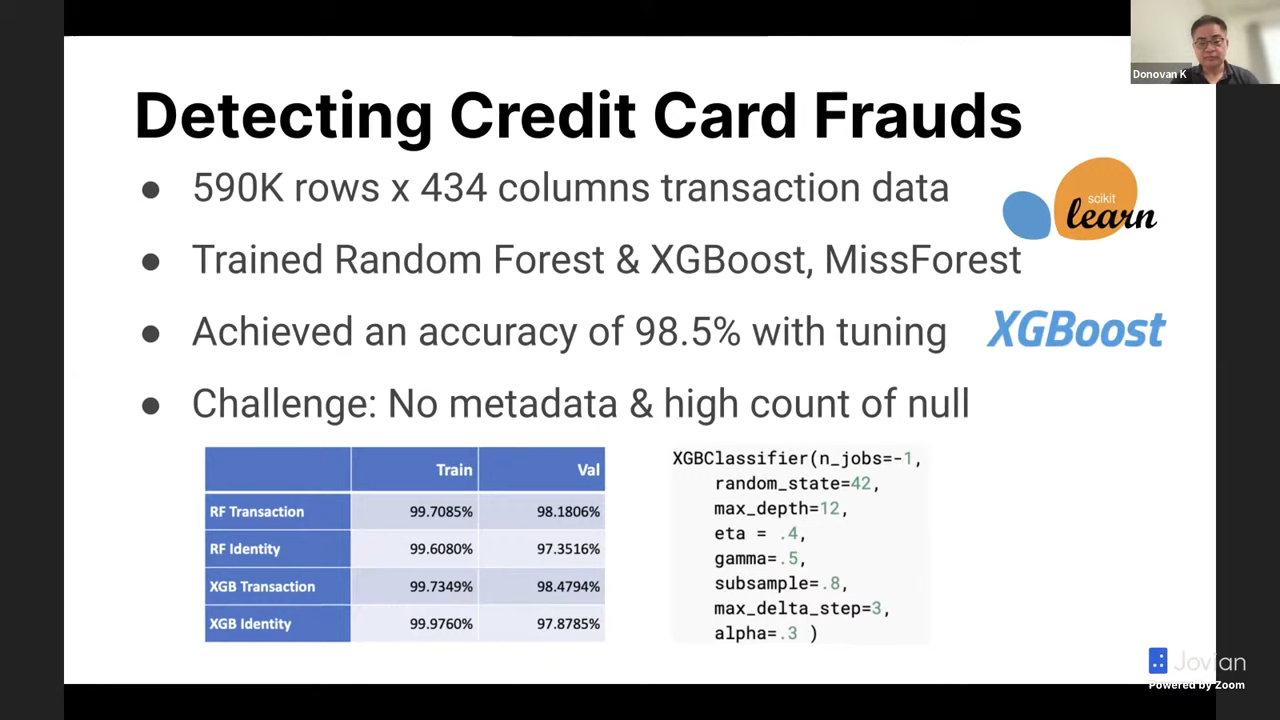 Donovan K
Detecting Credit Card Frauds
● 590K rows x 434 columns transaction data
scikit
learn
● Trained Random Forest & XGBoost, MissForest
● Achieved an accuracy of 98.5% with tuning
XGBoost
● Challenge: No metadata & high count of null
Train Val
RF Transaction 99.7085% 98.1806%
RF Identity 99.6080% 97.3516%
XGB Transaction 99.7349% 98.4794%
XGB Identity 99.9760% 97.8785%
XGBClassifier(n_jobs=-1,
random_state=42,
max_depth=12,
eta = .4,
gamma=.5,
subsample=.8,
max_delta_step=3,
alpha=.3 )
Jovian
Powered by Zoom